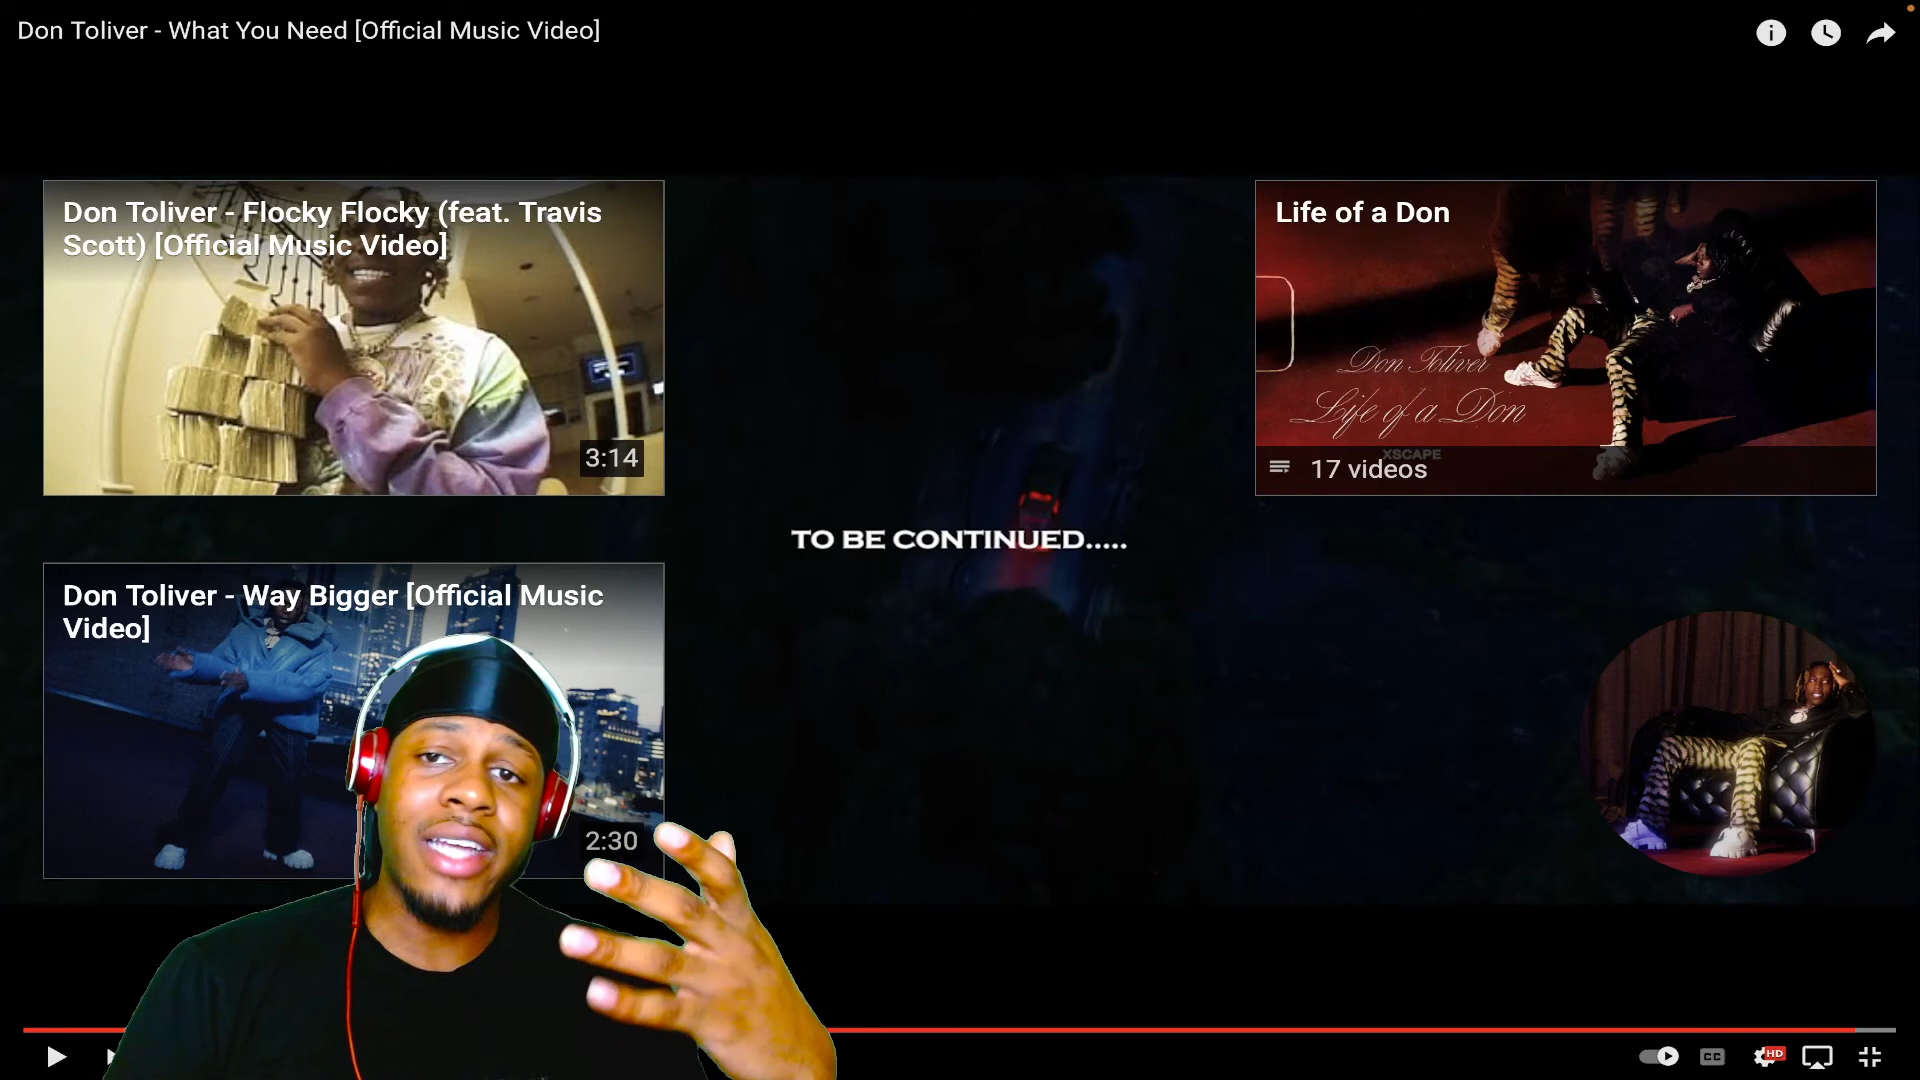 Don Toliver - What You Need [Official Music Video]
Don Toliver - Flocky Flocky (feat. Travis
Scott) [Official Music Video]
3:14
Life of a Don
Don Toliver
Life of a Don
XSCAPE
17 videos
TO BE CONTINUED.....
Don Toliver - Way Bigger [Official Music
Video]
2:30
CC
HD